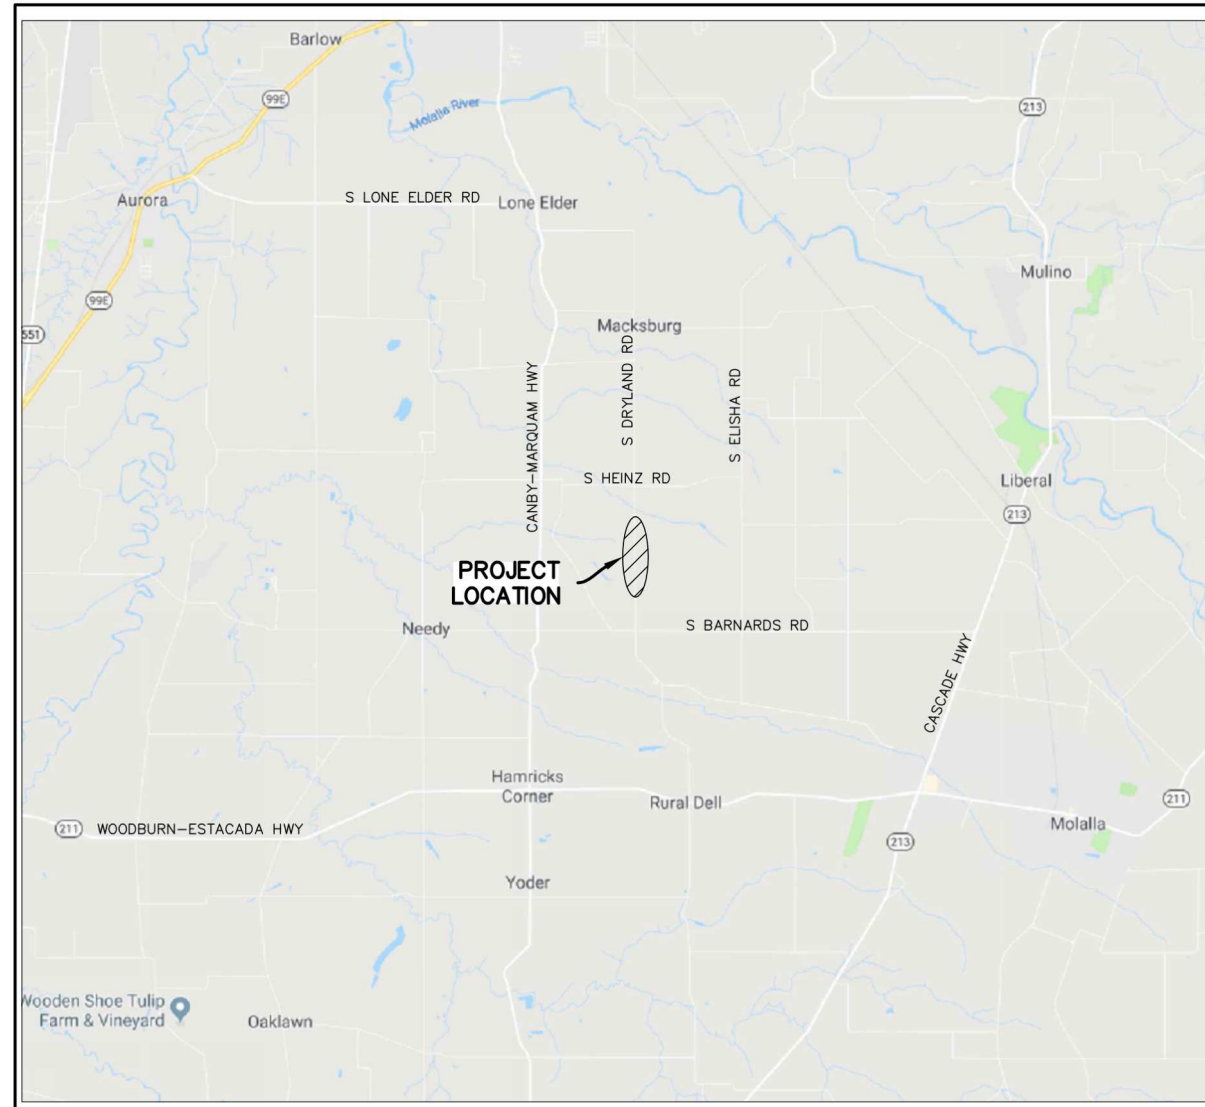 Barlow
99E
213
Molalla River
Aurora
S LONE ELDER RD
Lone Elder
Mulino
99E
551
Macksburg
CANBY-MARQUAM HWY
S DRYLAND RD
S ELISHA RD
S HEINZ RD
Liberal
213
PROJECT
LOCATION
Needy
S BARNARDS RD
CASCADE HWY
Hamricks
Corner
Rural Dell
211
211
WOODBURN-ESTACADA HWY
Molalla
213
Yoder
Wooden Shoe Tulip
Farm & Vineyard
Oaklawn